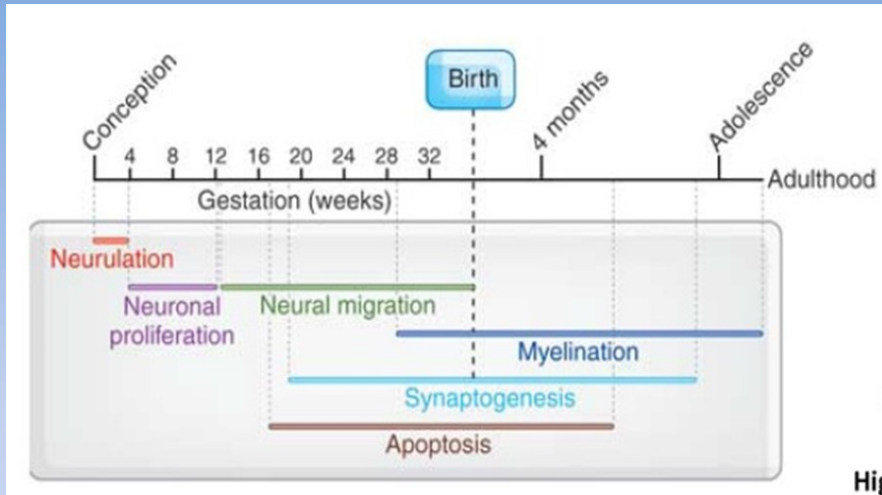 Conception
Birth
4 months
Adolescence
4 8 12 16 20 24 28 32
Adulthood
Gestation (weeks)
Neurulation
Neuronal
proliferation
Neural migration
Myelination
Synaptogenesis
Apoptosis
Hig